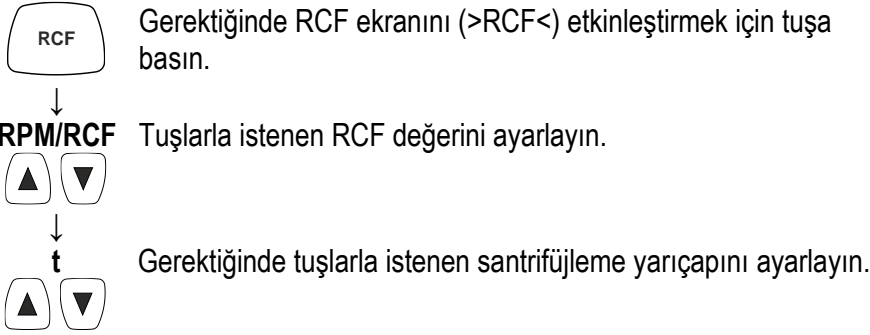 RCF Gerektiğinde RCF ekranını (>RCF<) etkinleştirmek için tuşa
basın.
↓
RPM/RCF Tuşlarla istenen RCF değerini ayarlayın.
▲ ▼
↓
t Gerektiğinde tuşlarla istenen santrifüjleme yarıçapını ayarlayın.
▲ ▼